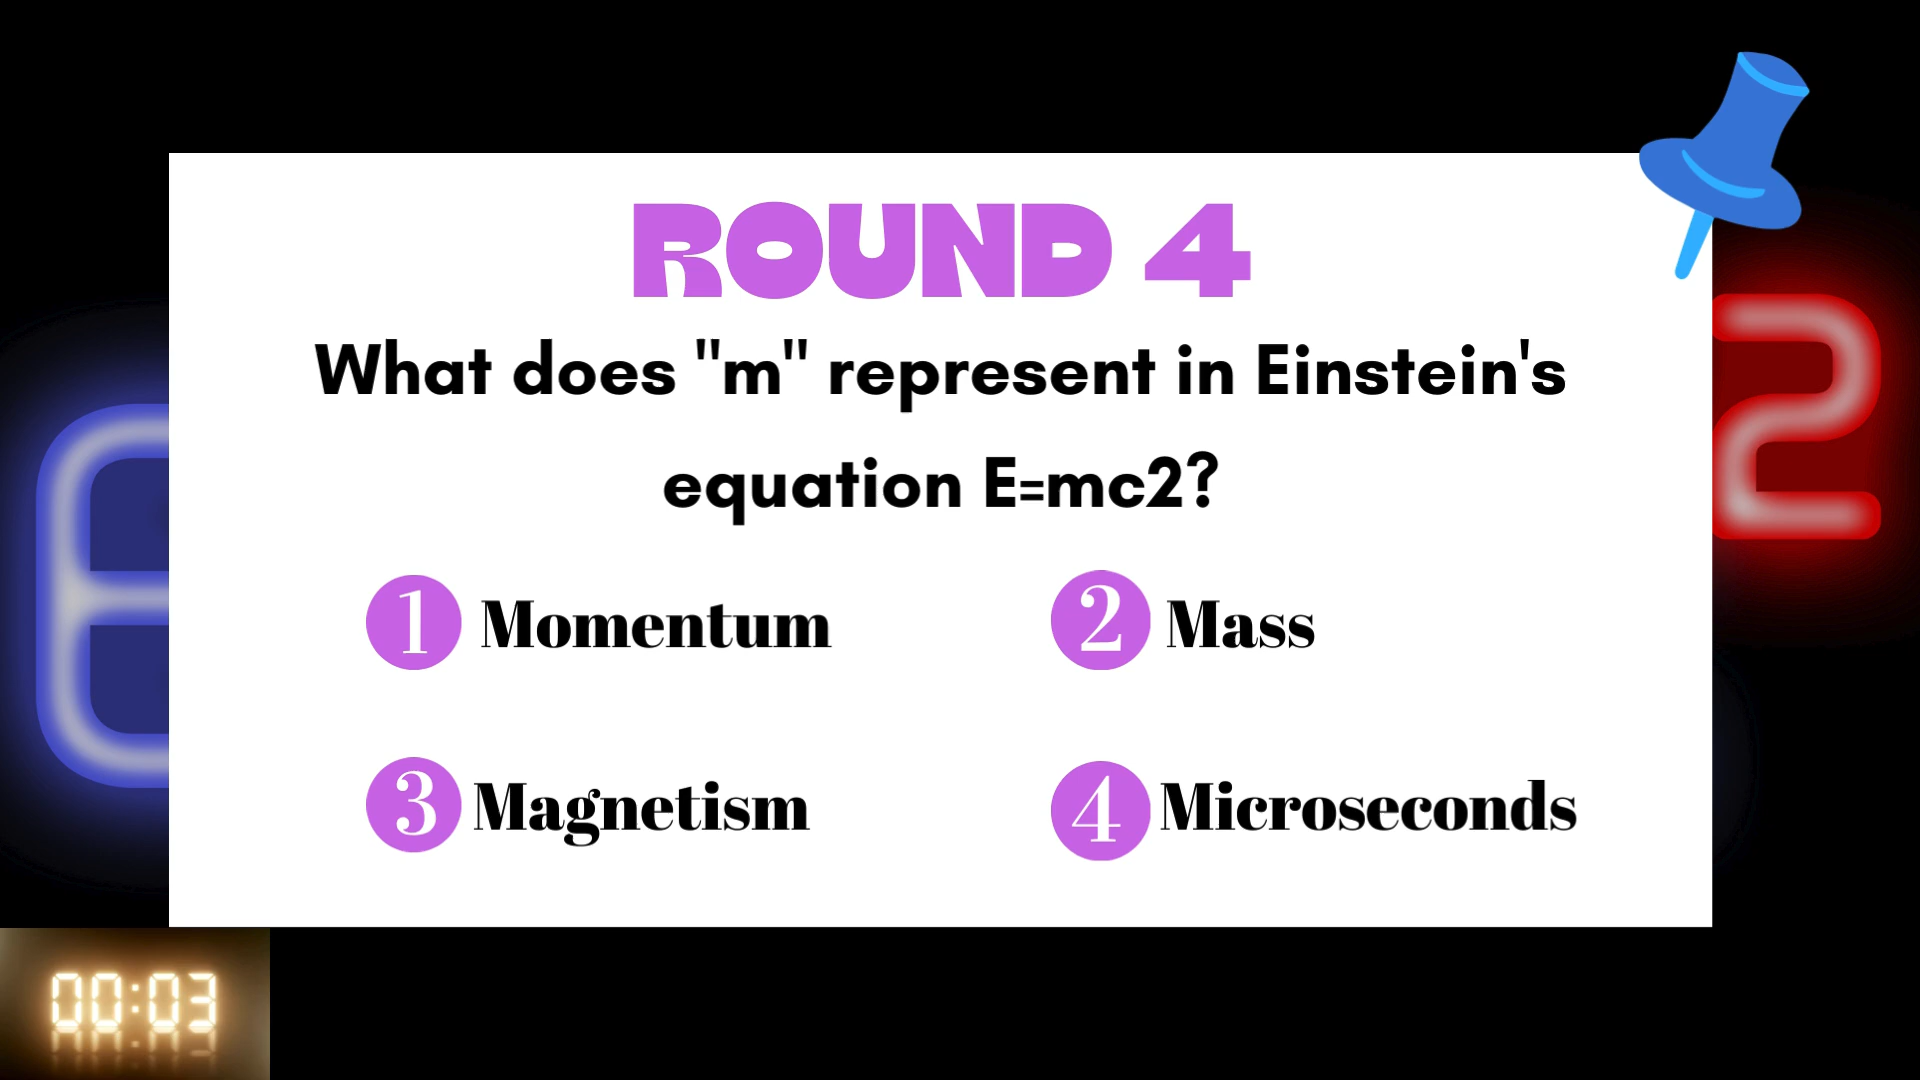 ROUND 4
What does "m" represent in Einstein's
equation E=mc2?
1 Momentum
2 Mass
3 Magnetism
4 Microseconds
E
2
00:03